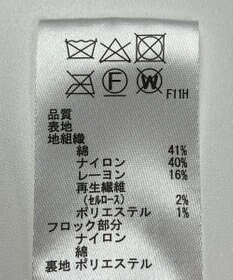 F
W
F11H
品質
表地
地組織
綿 41%
ナイロン 40%
レーヨン 16%
再生繊維
(セルロース) 2%
ポリエステル 1%
フロック部分
ナイロン
綿
裏地 ポリエステル